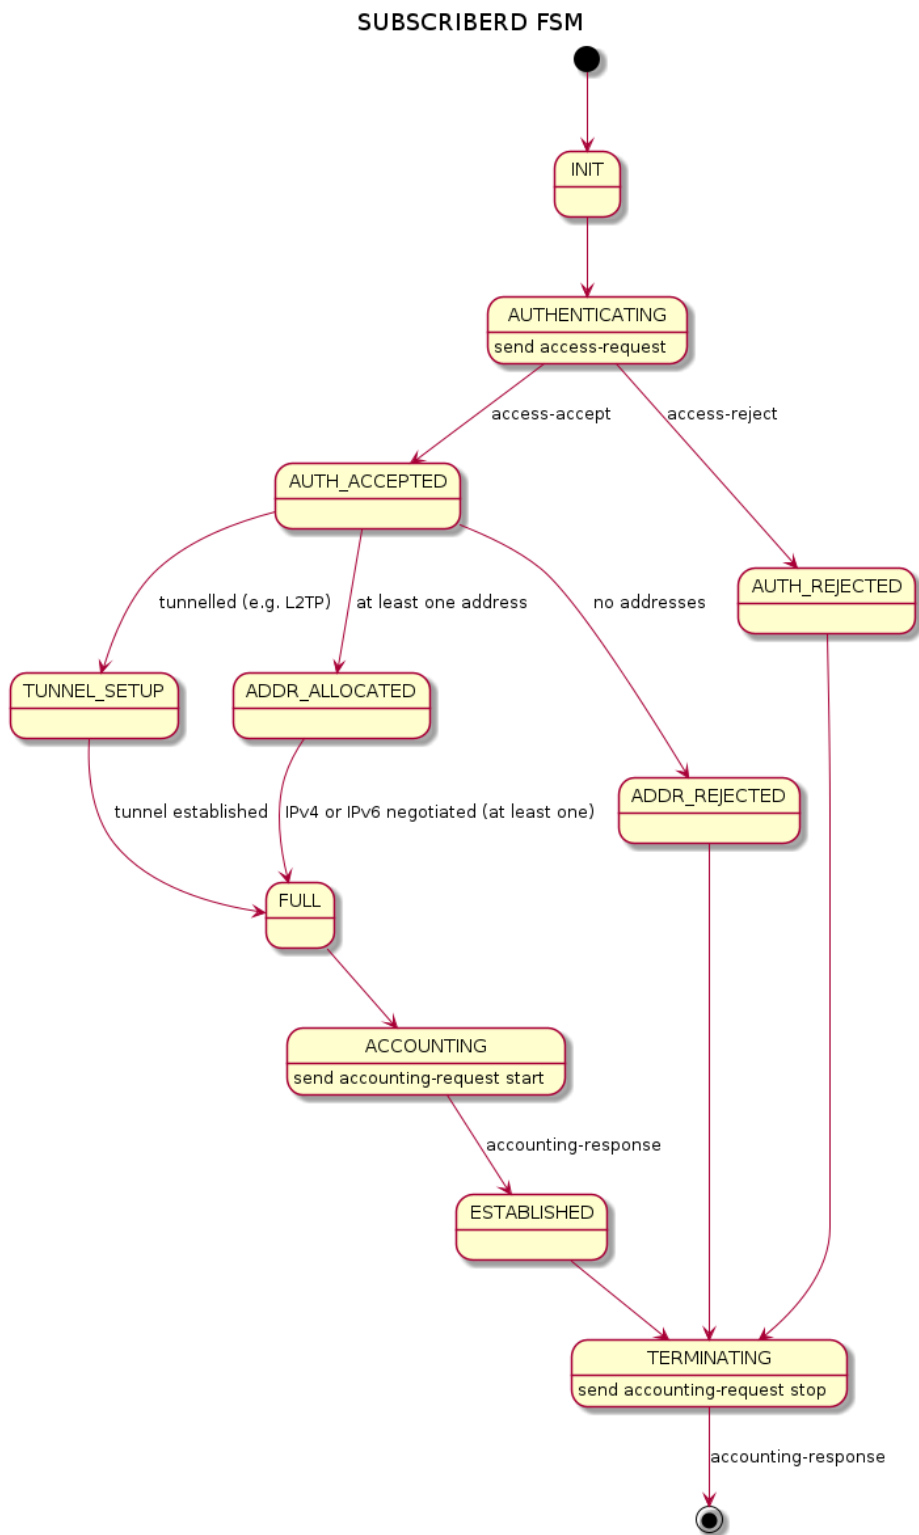 SUBSCRIBERD FSM
INIT
AUTHENTICATING
send access-request
access-accept
access-reject
AUTH_ACCEPTED
AUTH_REJECTED
tunnelled (e.g. L2TP)
at least one address
no addresses
TUNNEL_SETUP
ADDR_ALLOCATED
ADDR_REJECTED
tunnel established
IPv4 or IPv6 negotiated (at least one)
FULL
ACCOUNTING
send accounting-request start
accounting-response
ESTABLISHED
TERMINATING
send accounting-request stop
accounting-response